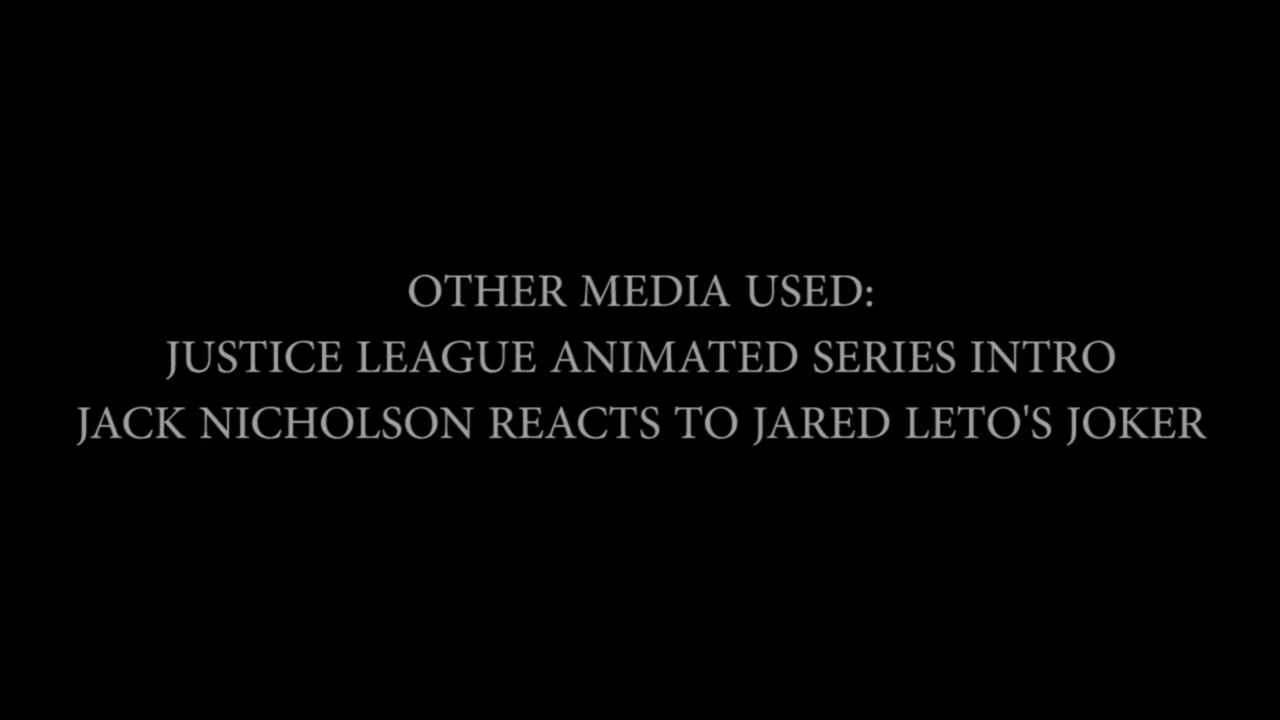 OTHER MEDIA USED:
JUSTICE LEAGUE ANIMATED SERIES INTRO
JACK NICHOLSON REACTS TO JARED LETO'S JOKER